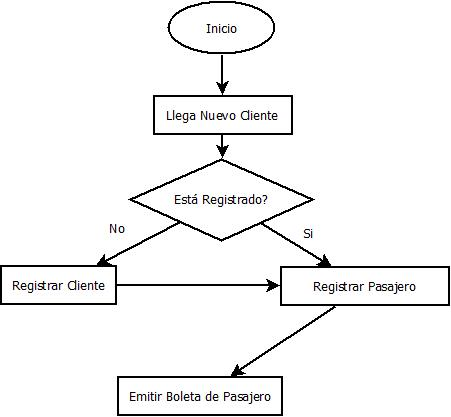 Inicio
Llega Nuevo Cliente
Está Registrado?
No
Si
Registrar Cliente
Registrar Pasajero
Emitir Boleta de Pasajero